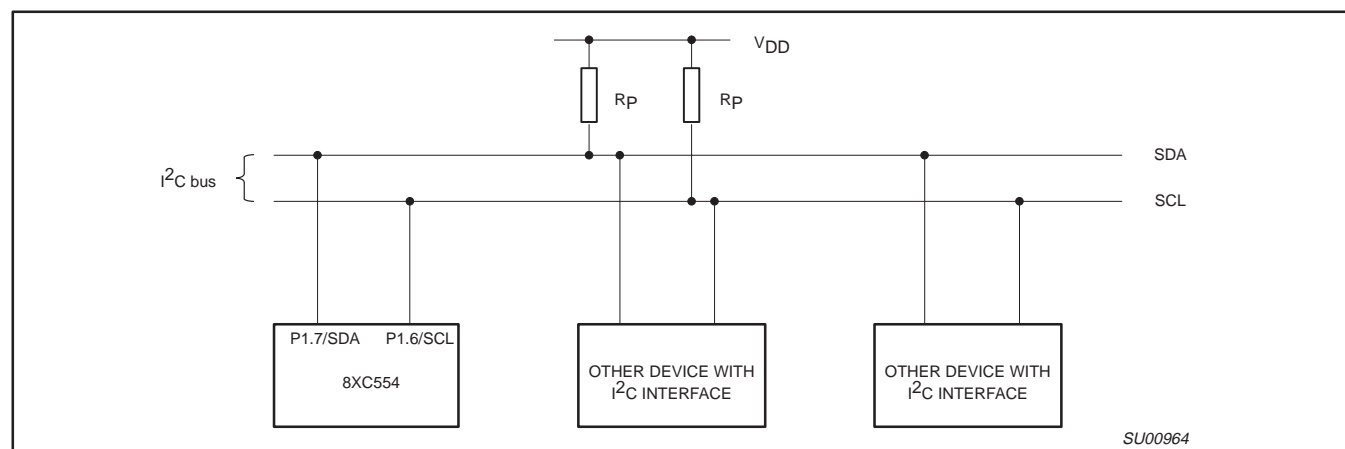 VDD
RP RP
SDA
I2C bus
SCL
P1.7/SDA P1.6/SCL
8XC554
OTHER DEVICE WITH
I2C INTERFACE
OTHER DEVICE WITH
I2C INTERFACE
SU00964